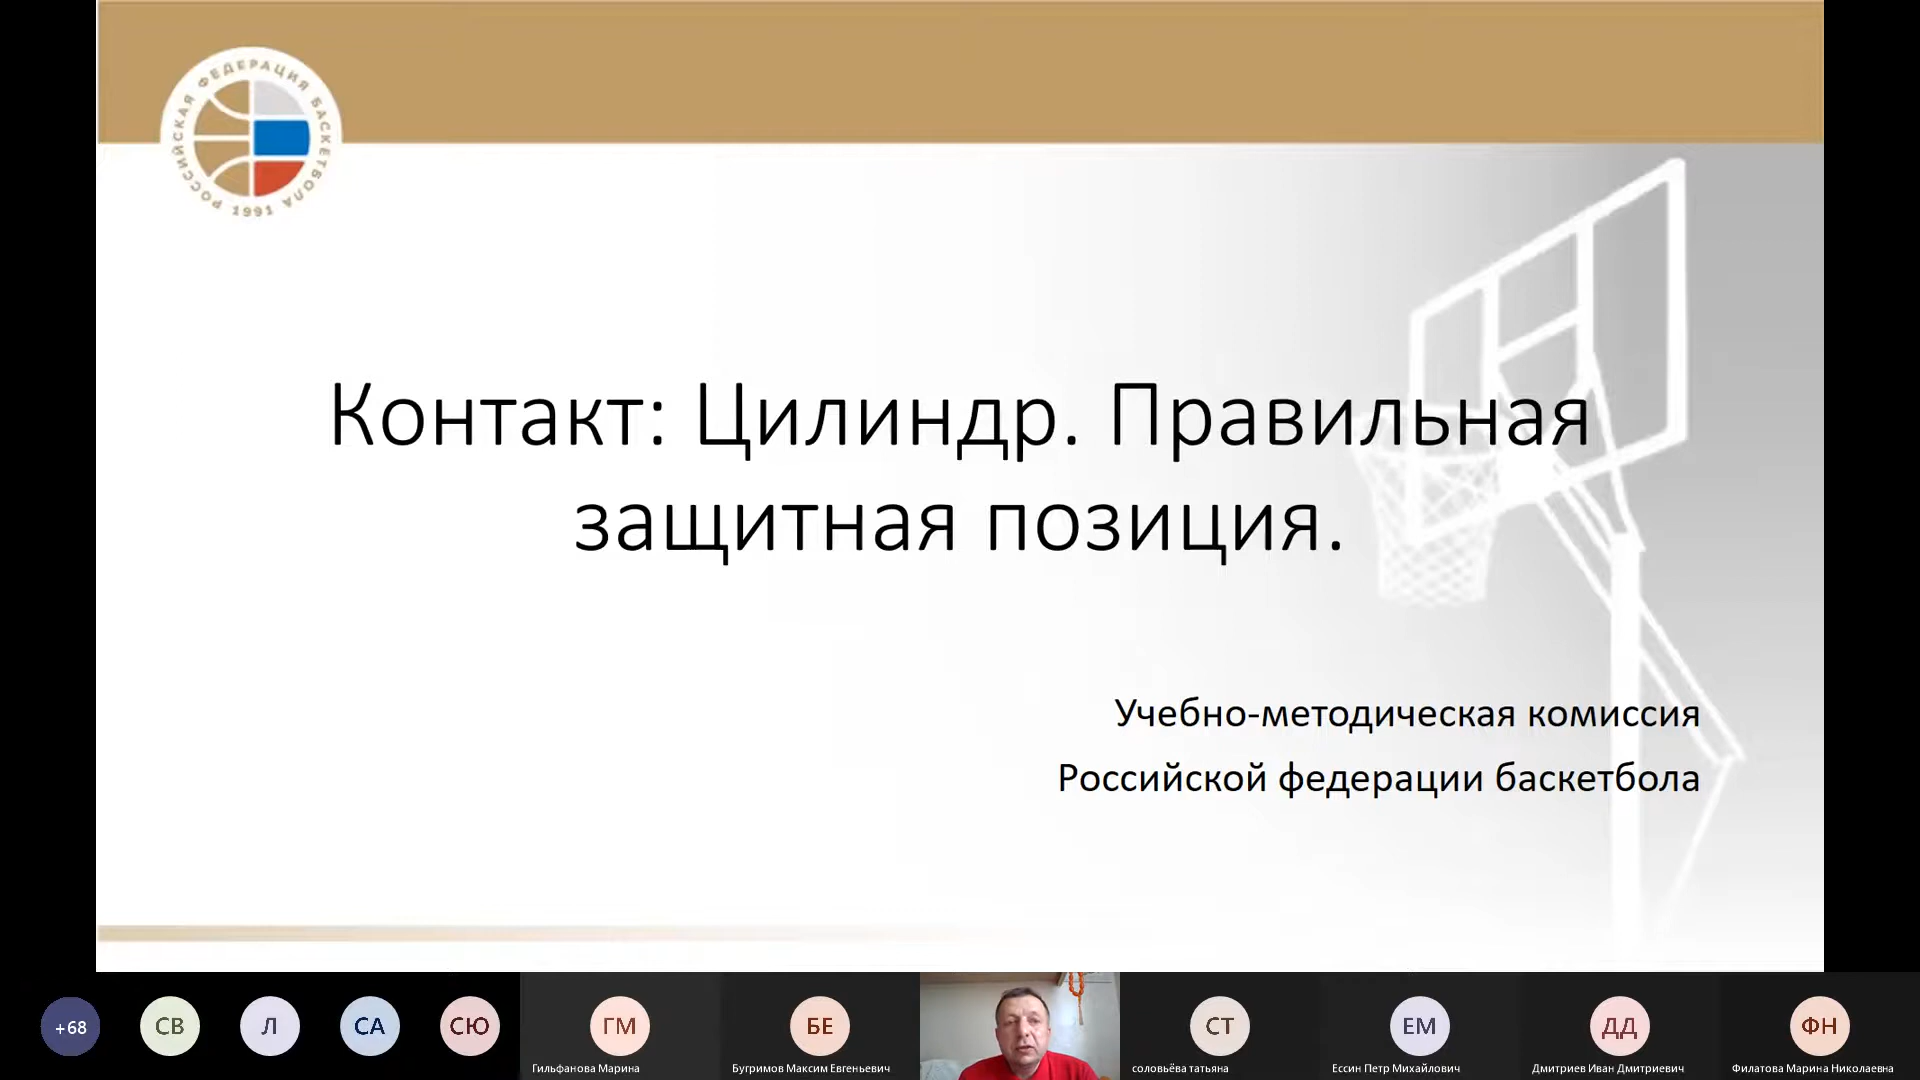 РОССИЙСКАЯ ФЕДЕРАЦИЯ БАСКЕТБОЛА
1991
Контакт: Цилиндр. Правильная
защитная позиция.
Учебно-методическая комиссия
Российской федерации баскетбола
+68
СВ
Л
СА
СЮ
ГМ
БЕ
СТ
ЕМ
ДД
ФН
Гильфанова Марина
Бугримов Максим Евгеньевич
соловьёва татьяна
Ессин Петр Михайлович
Дмитриев Иван Дмитриевич
Филатова Марина Николаевна